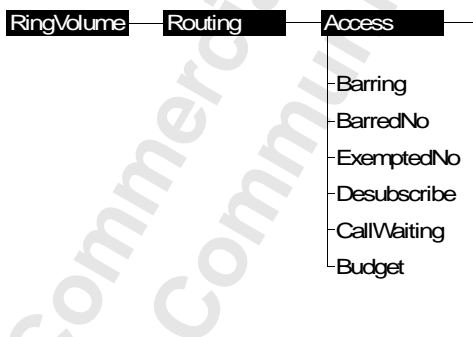 RingVolume Routing Access
Barring
BarredNo
ExemptedNo
Desubscribe
CallWaiting
Budget